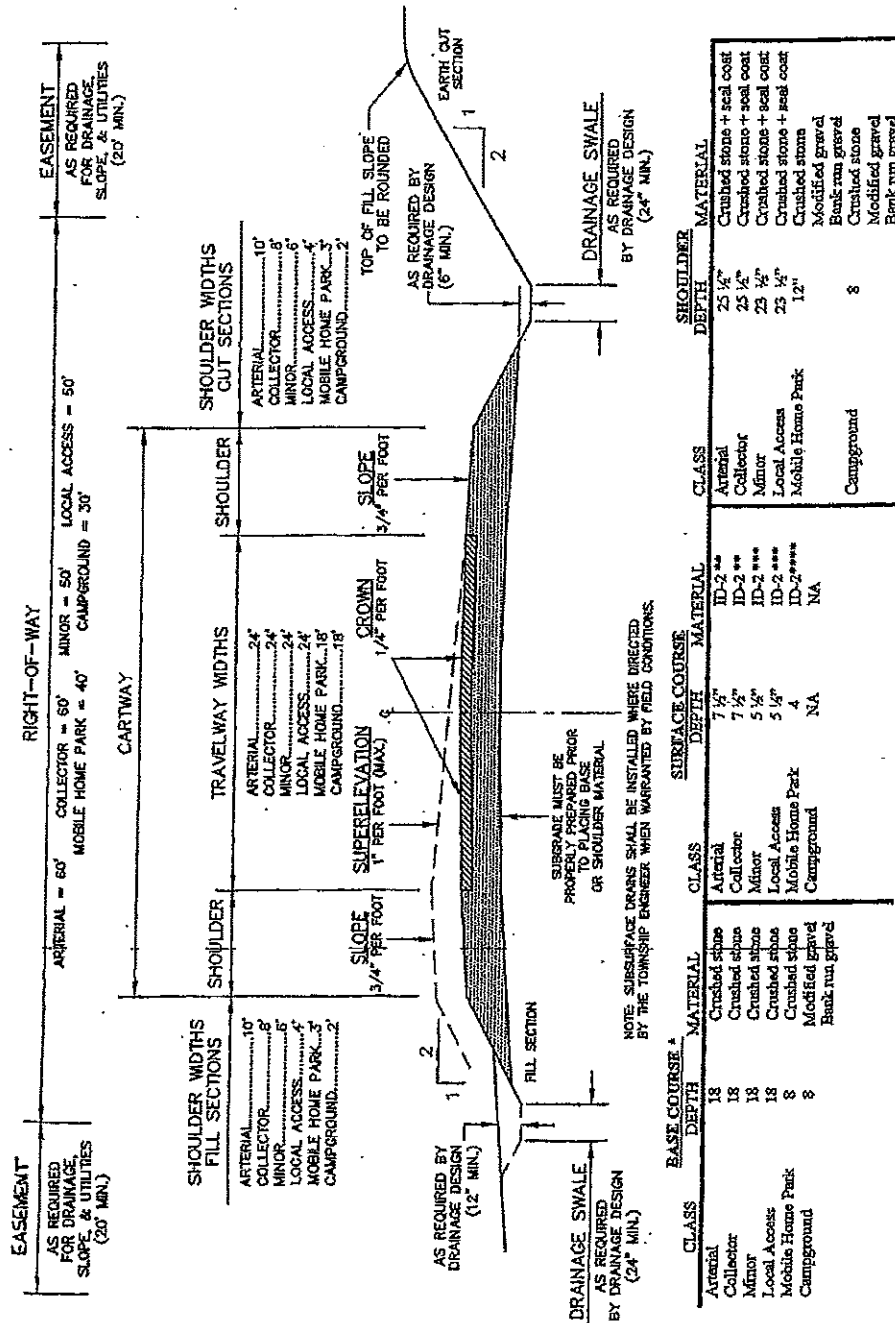 RIGHT-OF-WAY
ARTERIAL = 60' COLLECTOR = 60' MINOR = 50' LOCAL ACCESS = 50'
MOBILE HOME PARK = 40' CAMPGROUND = 30'
EASEMENT
AS REQUIRED
FOR DRAINAGE,
SLOPE, & UTILITIES
(20' MIN.)
EASEMENT
AS REQUIRED
FOR DRAINAGE,
SLOPE, & UTILITIES
(20' MIN.)
CARTWAY
SHOULDER WIDTHS
FILL SECTIONS
ARTERIAL..........10'
COLLECTOR..........8'
MINOR..........6'
LOCAL ACCESS..........4'
MOBILE HOME PARK...3'
CAMPGROUND..........2'
SHOULDER
TRAVELWAY WIDTHS
ARTERIAL..........24'
COLLECTOR..........24'
MINOR..........24'
LOCAL ACCESS..........24'
MOBILE HOME PARK...18'
CAMPGROUND..........18'
SHOULDER
SHOULDER WIDTHS
CUT SECTIONS
ARTERIAL..........10'
COLLECTOR..........8'
MINOR..........6'
LOCAL ACCESS..........4'
MOBILE HOME PARK...3'
CAMPGROUND..........2'
SLOPE
3/4" PER FOOT
SUPERELEVATION
1" PER FOOT (MAX.)
CROWN
1/4" PER FOOT
SLOPE
3/4" PER FOOT
TOP OF FILL SLOPE
TO BE ROUNDED
EARTH CUT
SECTION
2
1
1
2
AS REQUIRED BY
DRAINAGE DESIGN
(12" MIN.)
AS REQUIRED BY
DRAINAGE DESIGN
(6" MIN.)
FILL SECTION
SUBGRADE MUST BE
PROPERLY PREPARED PRIOR
TO PLACING BASE
OR SHOULDER MATERIAL
DRAINAGE SWALE
AS REQUIRED
BY DRAINAGE DESIGN
(24" MIN.)
DRAINAGE SWALE
AS REQUIRED
BY DRAINAGE DESIGN
(24" MIN.)
NOTE: SUBSURFACE DRAINS SHALL BE INSTALLED WHERE DIRECTED
BY THE TOWNSHIP ENGINEER WHEN WARRANTED BY FIELD CONDITIONS.
BASE COURSE *
CLASS DEPTH MATERIAL
Arterial 18 Crushed stone
Collector 18 Crushed stone
Minor 18 Crushed stone
Local Access 18 Crushed stone
Mobile Home Park 8 Crushed stone
Campground 8 Modified gravel
Bank run gravel
SURFACE COURSE
CLASS DEPTH MATERIAL
Arterial 7 ½" ID-2 **
Collector 7 ½" ID-2 **
Minor 5 ½" ID-2 ***
Local Access 5 ½" ID-2 ***
Mobile Home Park 4 ID-2****
Campground NA NA
SHOULDER
CLASS DEPTH MATERIAL
Arterial 25 ½" Crushed stone + seal coat
Collector 25 ½" Crushed stone + seal coat
Minor 23 ½" Crushed stone + seal coat
Local Access 23 ½" Crushed stone + seal coat
Mobile Home Park 12" Crushed stone
Modified gravel
Bank run gravel
Campground 8 Crushed stone
Modified gravel
Bank run gravel